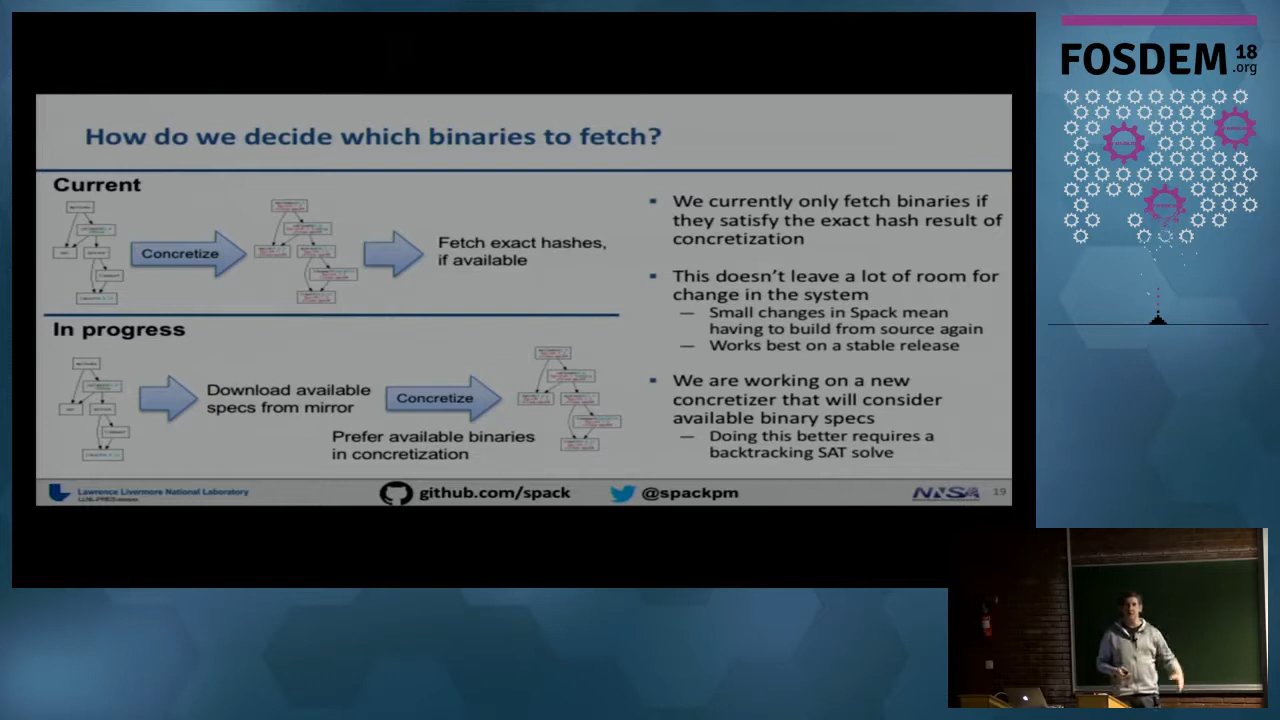 FOSDEM 18
.org
How do we decide which binaries to fetch?
Current
Concretize
Fetch exact hashes,
if available
In progress
Download available
specs from mirror
Concretize
Prefer available binaries
in concretization
We currently only fetch binaries if
they satisfy the exact hash result of
concretization
This doesn’t leave a lot of room for
change in the system
— Small changes in Spack mean
having to build from source again
— Works best on a stable release
We are working on a new
concretizer that will consider
available binary specs
— Doing this better requires a
backtracking SAT solve
Lawrence Livermore National Laboratory
github.com/spack
@spackpm
NNSA
19